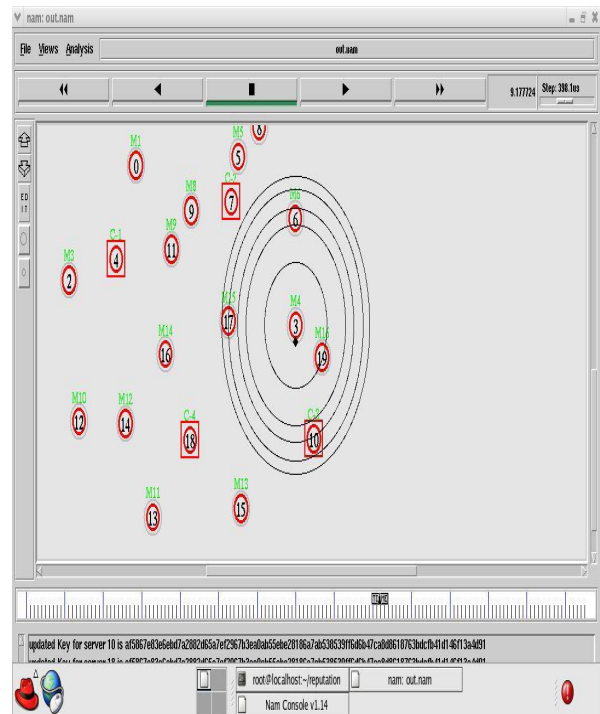 nam: out.nam
File Views Analysis out.nam
9.177724 Step: 398.1us
ED
IT
8
M1
0
M5
5
C-2
7
M8
9
M6
6
M9
11
C-1
4
M3
2
M15
17
M4
3
M14
16
M16
19
M10
12
M12
14
C-4
18
C-3
10
M11
13
M13
15
updated Key for server 10 is
root@localhost:~/reputation
nam: out.nam
Nam Console v1.14